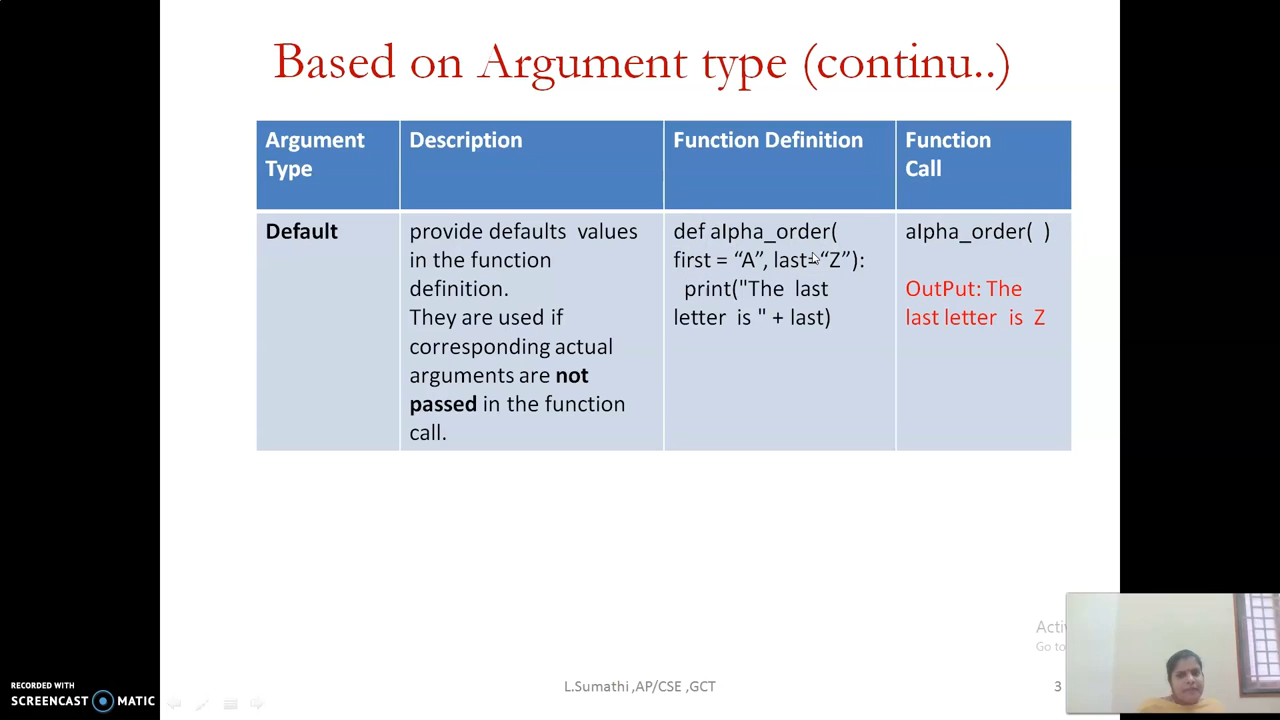 Based on Argument type (continu..)
Argument
Type
Description
Function Definition
Function
Call
Default
provide defaults values
in the function
definition.
They are used if
corresponding actual
arguments are not
passed in the function
call.
def alpha_order(
first = “A”, last=“Z”):
print("The last
letter is " + last)
alpha_order( )
OutPut: The
last letter is Z
Go to
L.Sumathi ,AP/CSE ,GCT
3
RECORDED WITH
SCREENCAST MATIC